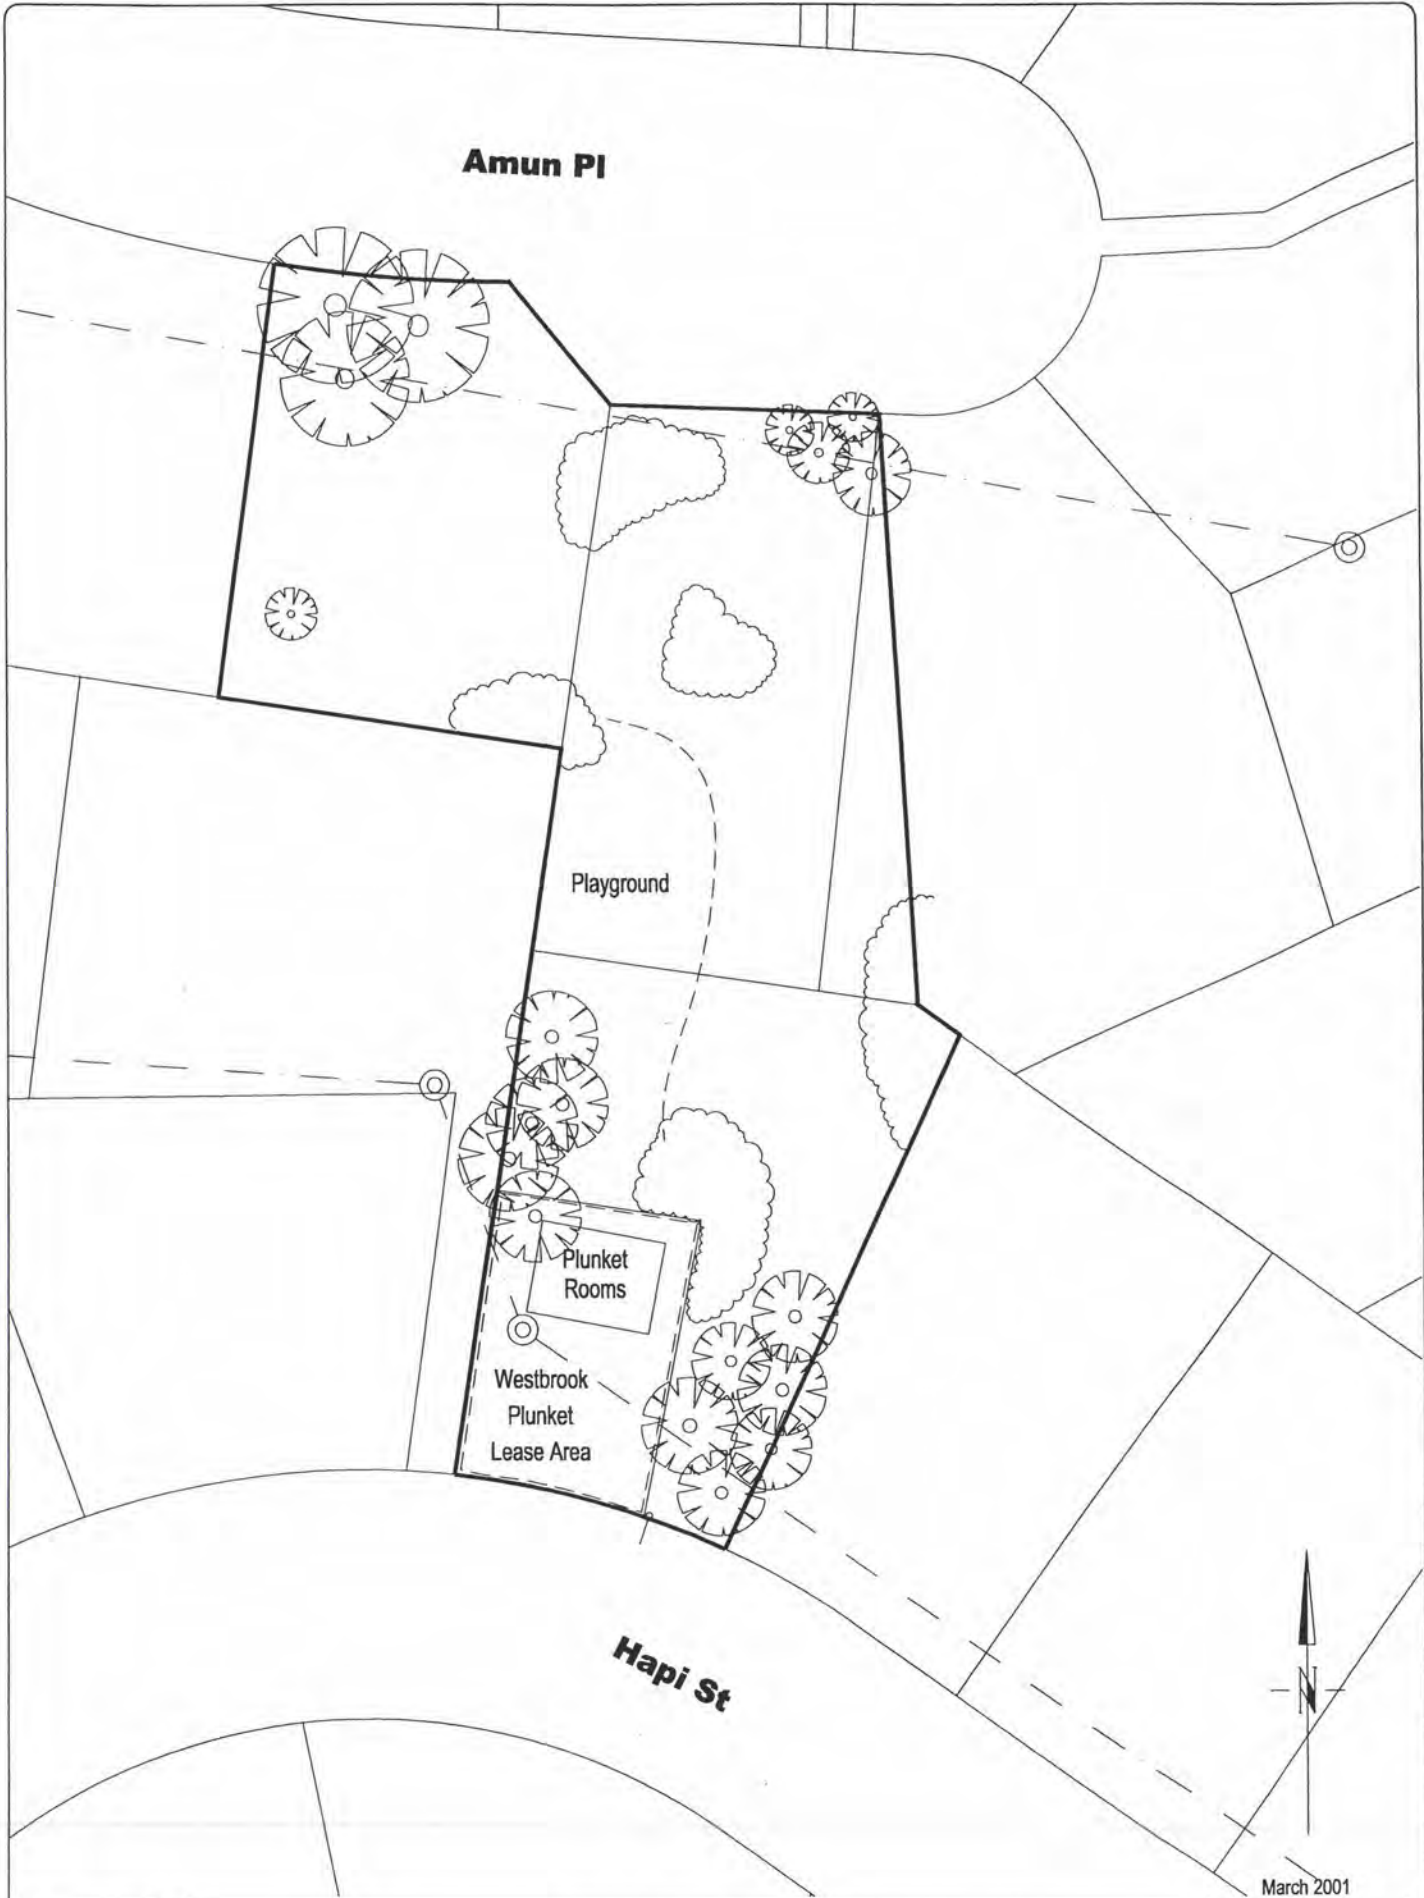 Amun Pl
Playground
Plunket
Rooms
Westbrook
Plunket
Lease Area
Hapi St
N
March 2001